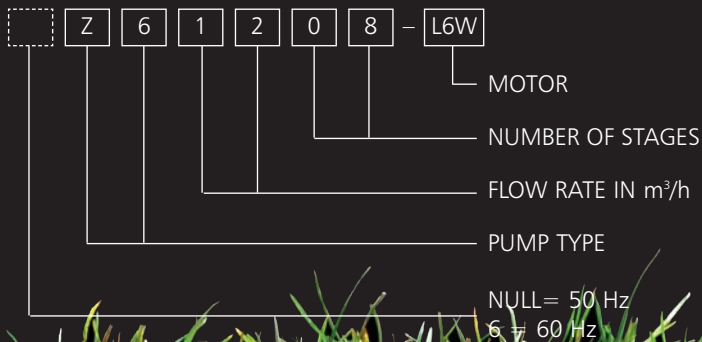 Z 6 1 2 0 8 – L6W
MOTOR
NUMBER OF STAGES
FLOW RATE IN m³/h
PUMP TYPE
NULL= 50 Hz
6 = 60 Hz